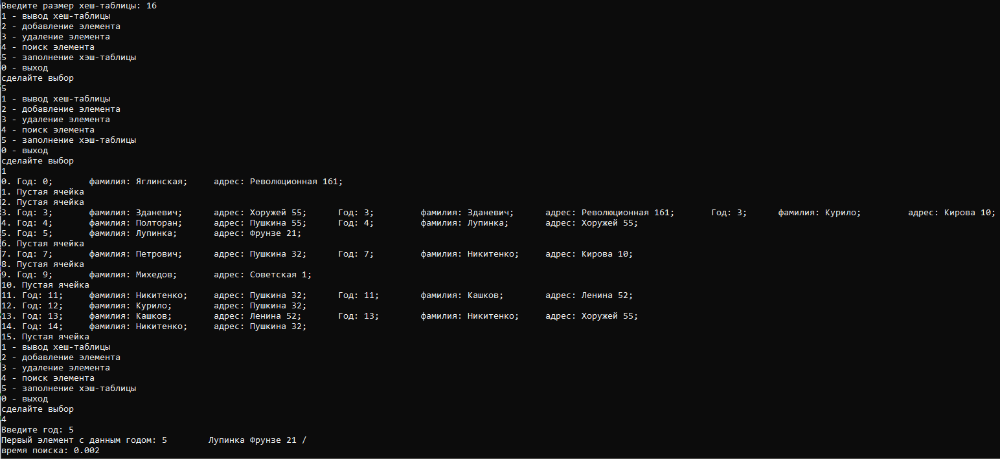 Введите размер хеш-таблицы: 16
1 - вывод хеш-таблицы
2 - добавление элемента
3 - удаление элемента
4 - поиск элемента
5 - заполнение хэш-таблицы
0 - выход
сделайте выбор
5
1 - вывод хеш-таблицы
2 - добавление элемента
3 - удаление элемента
4 - поиск элемента
5 - заполнение хэш-таблицы
0 - выход
сделайте выбор
1
0. Год: 0; фамилия: Яглинская; адрес: Революционная 161;
1. Пустая ячейка
2. Пустая ячейка
3. Год: 3; фамилия: Зданевич; адрес: Хоружей 55; Год: 3; фамилия: Зданевич; адрес: Революционная 161; Год: 3; фамилия: Курило; адрес: Кирова 10;
4. Год: 4; фамилия: Полторан; адрес: Пушкина 55; Год: 4; фамилия: Лупинка; адрес: Хоружей 55;
5. Год: 5; фамилия: Лупинка; адрес: Фрунзе 21;
6. Пустая ячейка
7. Год: 7; фамилия: Петрович; адрес: Пушкина 32; Год: 7; фамилия: Никитенко; адрес: Кирова 10;
8. Пустая ячейка
9. Год: 9; фамилия: Михедов; адрес: Советская 1;
10. Пустая ячейка
11. Год: 11; фамилия: Никитенко; адрес: Пушкина 32; Год: 11; фамилия: Кашков; адрес: Ленина 52;
12. Год: 12; фамилия: Курило; адрес: Пушкина 32;
13. Год: 13; фамилия: Кашков; адрес: Ленина 52; Год: 13; фамилия: Никитенко; адрес: Хоружей 55;
14. Год: 14; фамилия: Никитенко; адрес: Пушкина 32;
15. Пустая ячейка
1 - вывод хеш-таблицы
2 - добавление элемента
3 - удаление элемента
4 - поиск элемента
5 - заполнение хэш-таблицы
0 - выход
сделайте выбор
4
Введите год: 5
Первый элемент с данным годом: 5 Лупинка Фрунзе 21 /
время поиска: 0.002